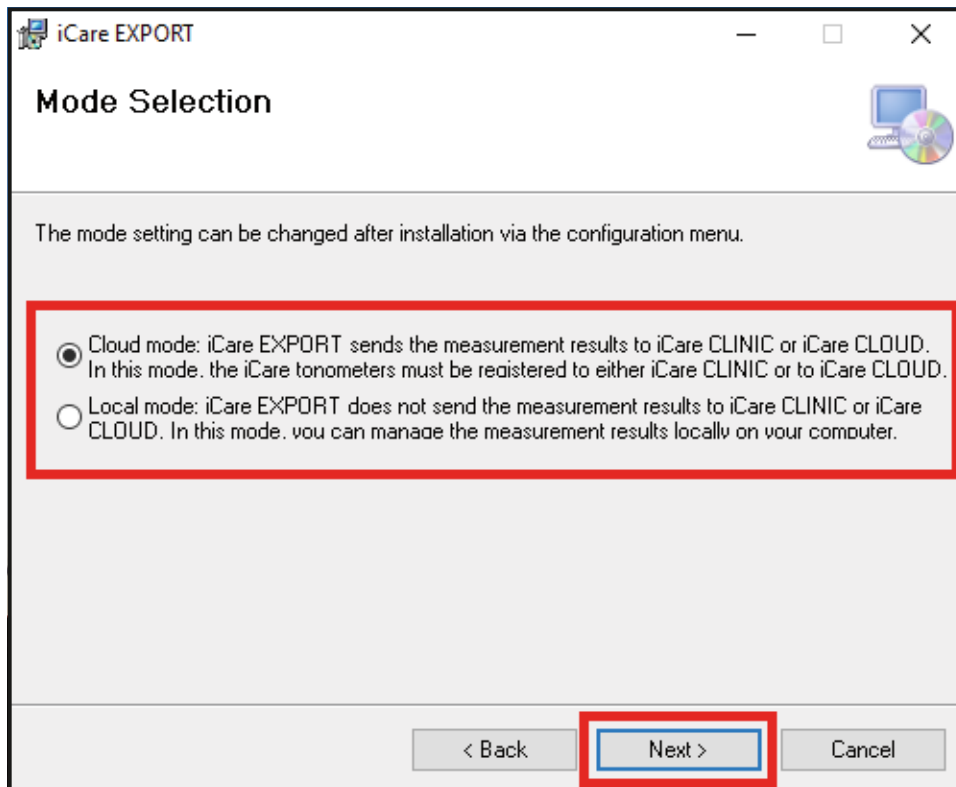 iCare EXPORT
Mode Selection
The mode setting can be changed after installation via the configuration menu.
Cloud mode: iCare EXPORT sends the measurement results to iCare CLINIC or iCare CLOUD.
In this mode, the iCare tonometers must be registered to either iCare CLINIC or to iCare CLOUD.
Local mode: iCare EXPORT does not send the measurement results to iCare CLINIC or iCare
CLOUD. In this mode, you can manage the measurement results locally on your computer.
< Back
Next >
Cancel